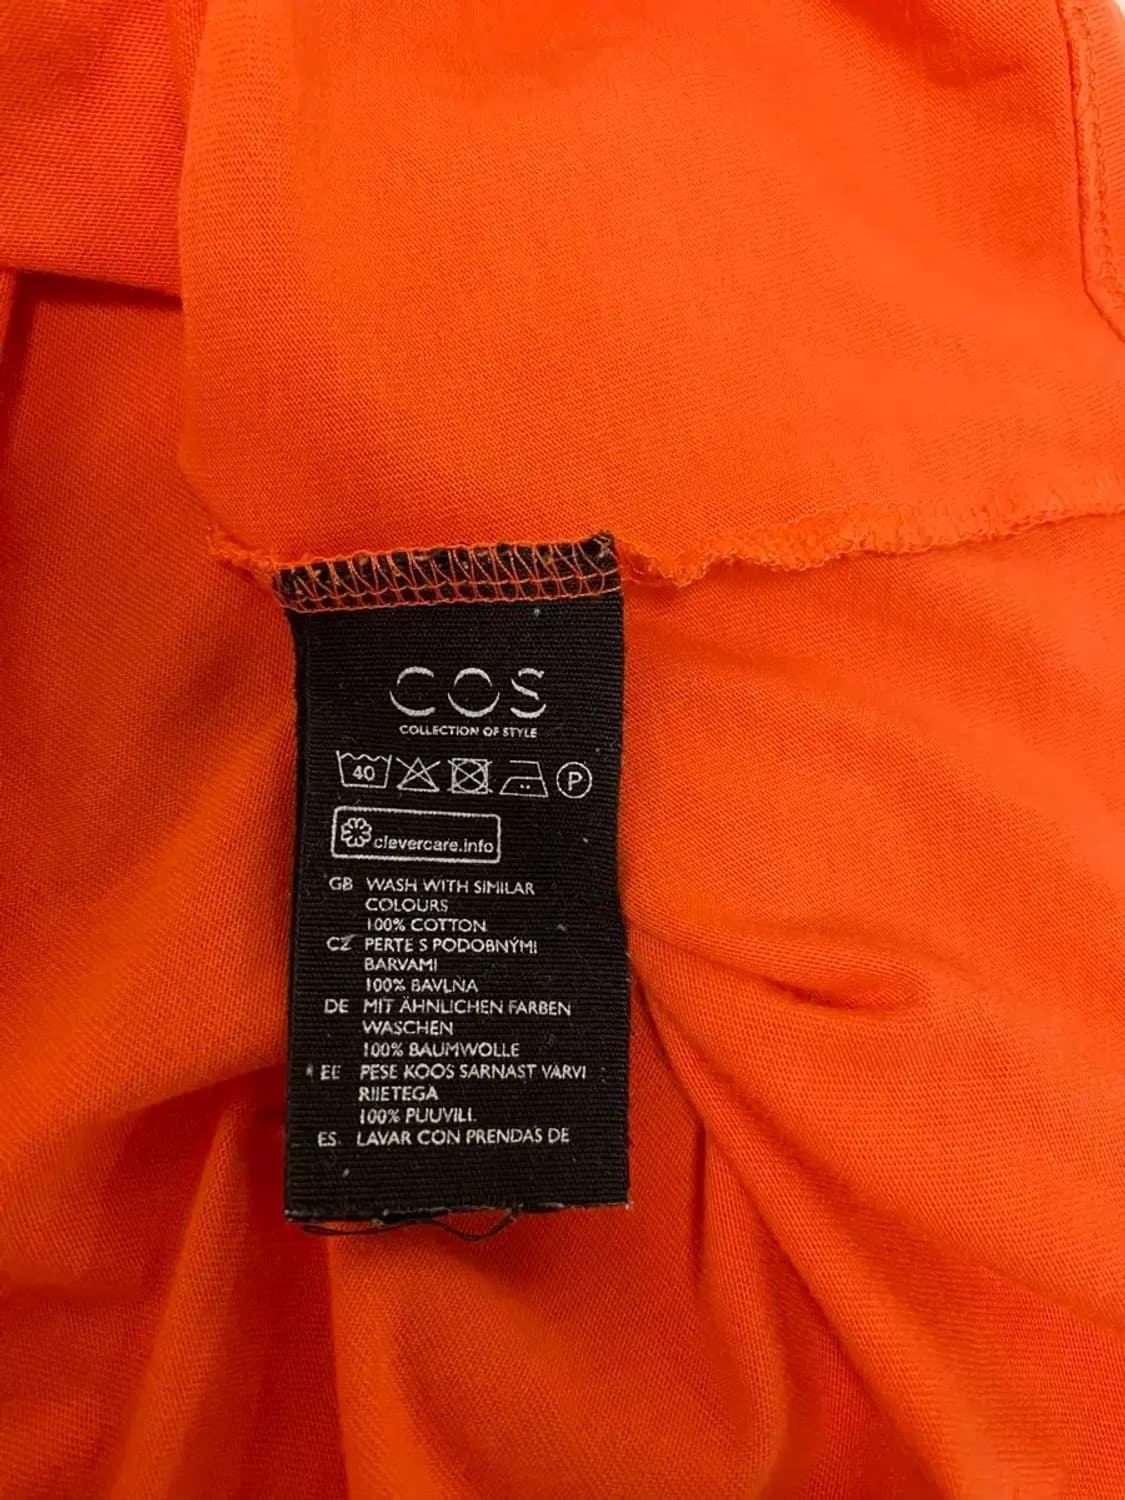 COS
COLLECTION OF STYLE
40 P
clevercare.info
GB WASH WITH SIMILAR
COLOURS
100% COTTON
CZ PERTE S PODOBNÝMI
BARVAMI
100% BAVLNA
DE MIT ÄHNLICHEN FARBEN
WASCHEN
100% BAUMWOLLE
EE PESE KOOS SARNAST VÄRVI
RIIETEGA
100% PUUVILL
ES LAVAR CON PRENDAS DE